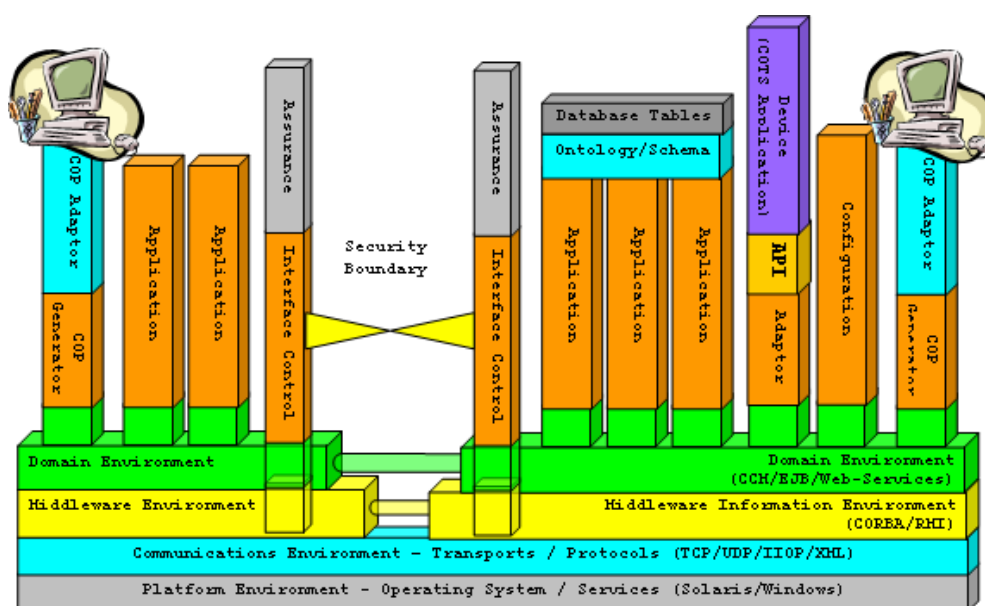 COP Adaptor
COP
Generator
Application
Application
Assurance
Interface Control
Security
Boundary
Assurance
Interface Control
Database Tables
Ontology/Schema
Application
Application
Application
Device
(COTS Application)
API
Adaptor
Configuration
COP Adaptor
COP
Generator
Domain Environment
Domain Environment
(CCM/EJB/Web-Services)
Middleware Environment
Middleware Information Environment
(CORBA/RMI)
Communications Environment - Transports / Protocols (TCP/UDP/IIOP/XML)
Platform Environment - Operating System / Services (Solaris/Windows)